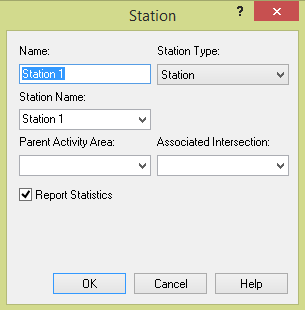 Station
?
Name:
Station Type:
Station 1
Station
Station Name:
Station 1
Parent Activity Area:
Associated Intersection:
Report Statistics
OK
Cancel
Help